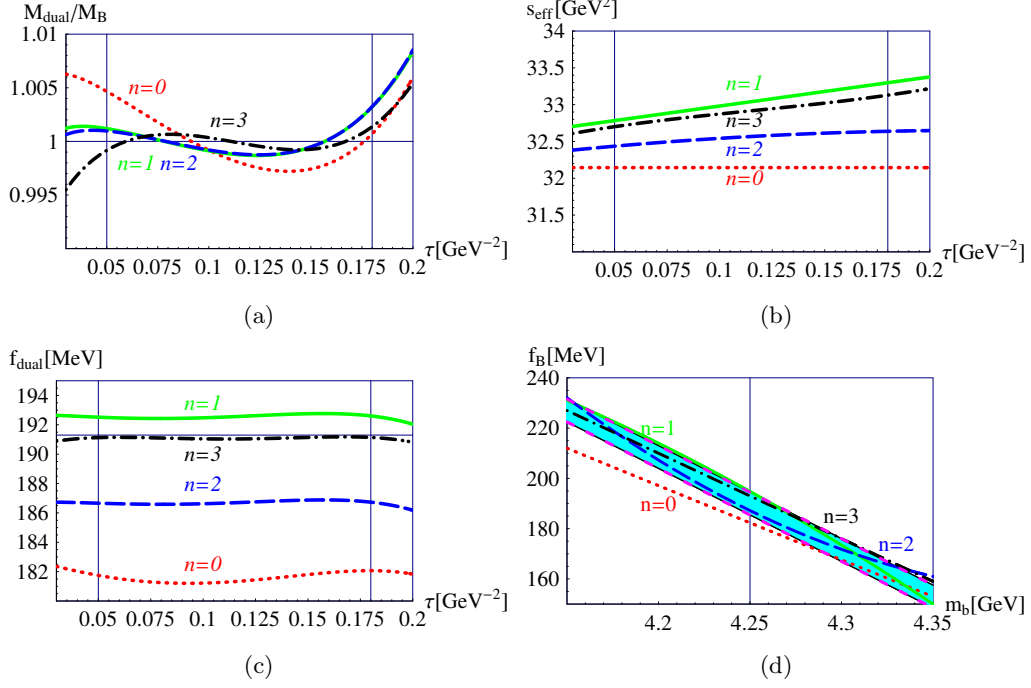 M_dual/M_B
1.01
1.005
1
0.995
n=0
n=3
n=1 n=2
0.05 0.075 0.1 0.125 0.15 0.175 0.2
τ[GeV⁻²]
(a)
s_eff[GeV²]
34
33.5
33
32.5
32
31.5
n=1
n=3
n=2
n=0
0.05 0.075 0.1 0.125 0.15 0.175 0.2
τ[GeV⁻²]
(b)
f_dual[MeV]
194
192
190
188
186
184
182
n=1
n=3
n=2
n=0
0.05 0.075 0.1 0.125 0.15 0.175 0.2
τ[GeV⁻²]
(c)
f_B[MeV]
240
220
200
180
160
n=1
n=0
n=3
n=2
m_b[GeV]
4.2 4.25 4.3 4.35
(d)